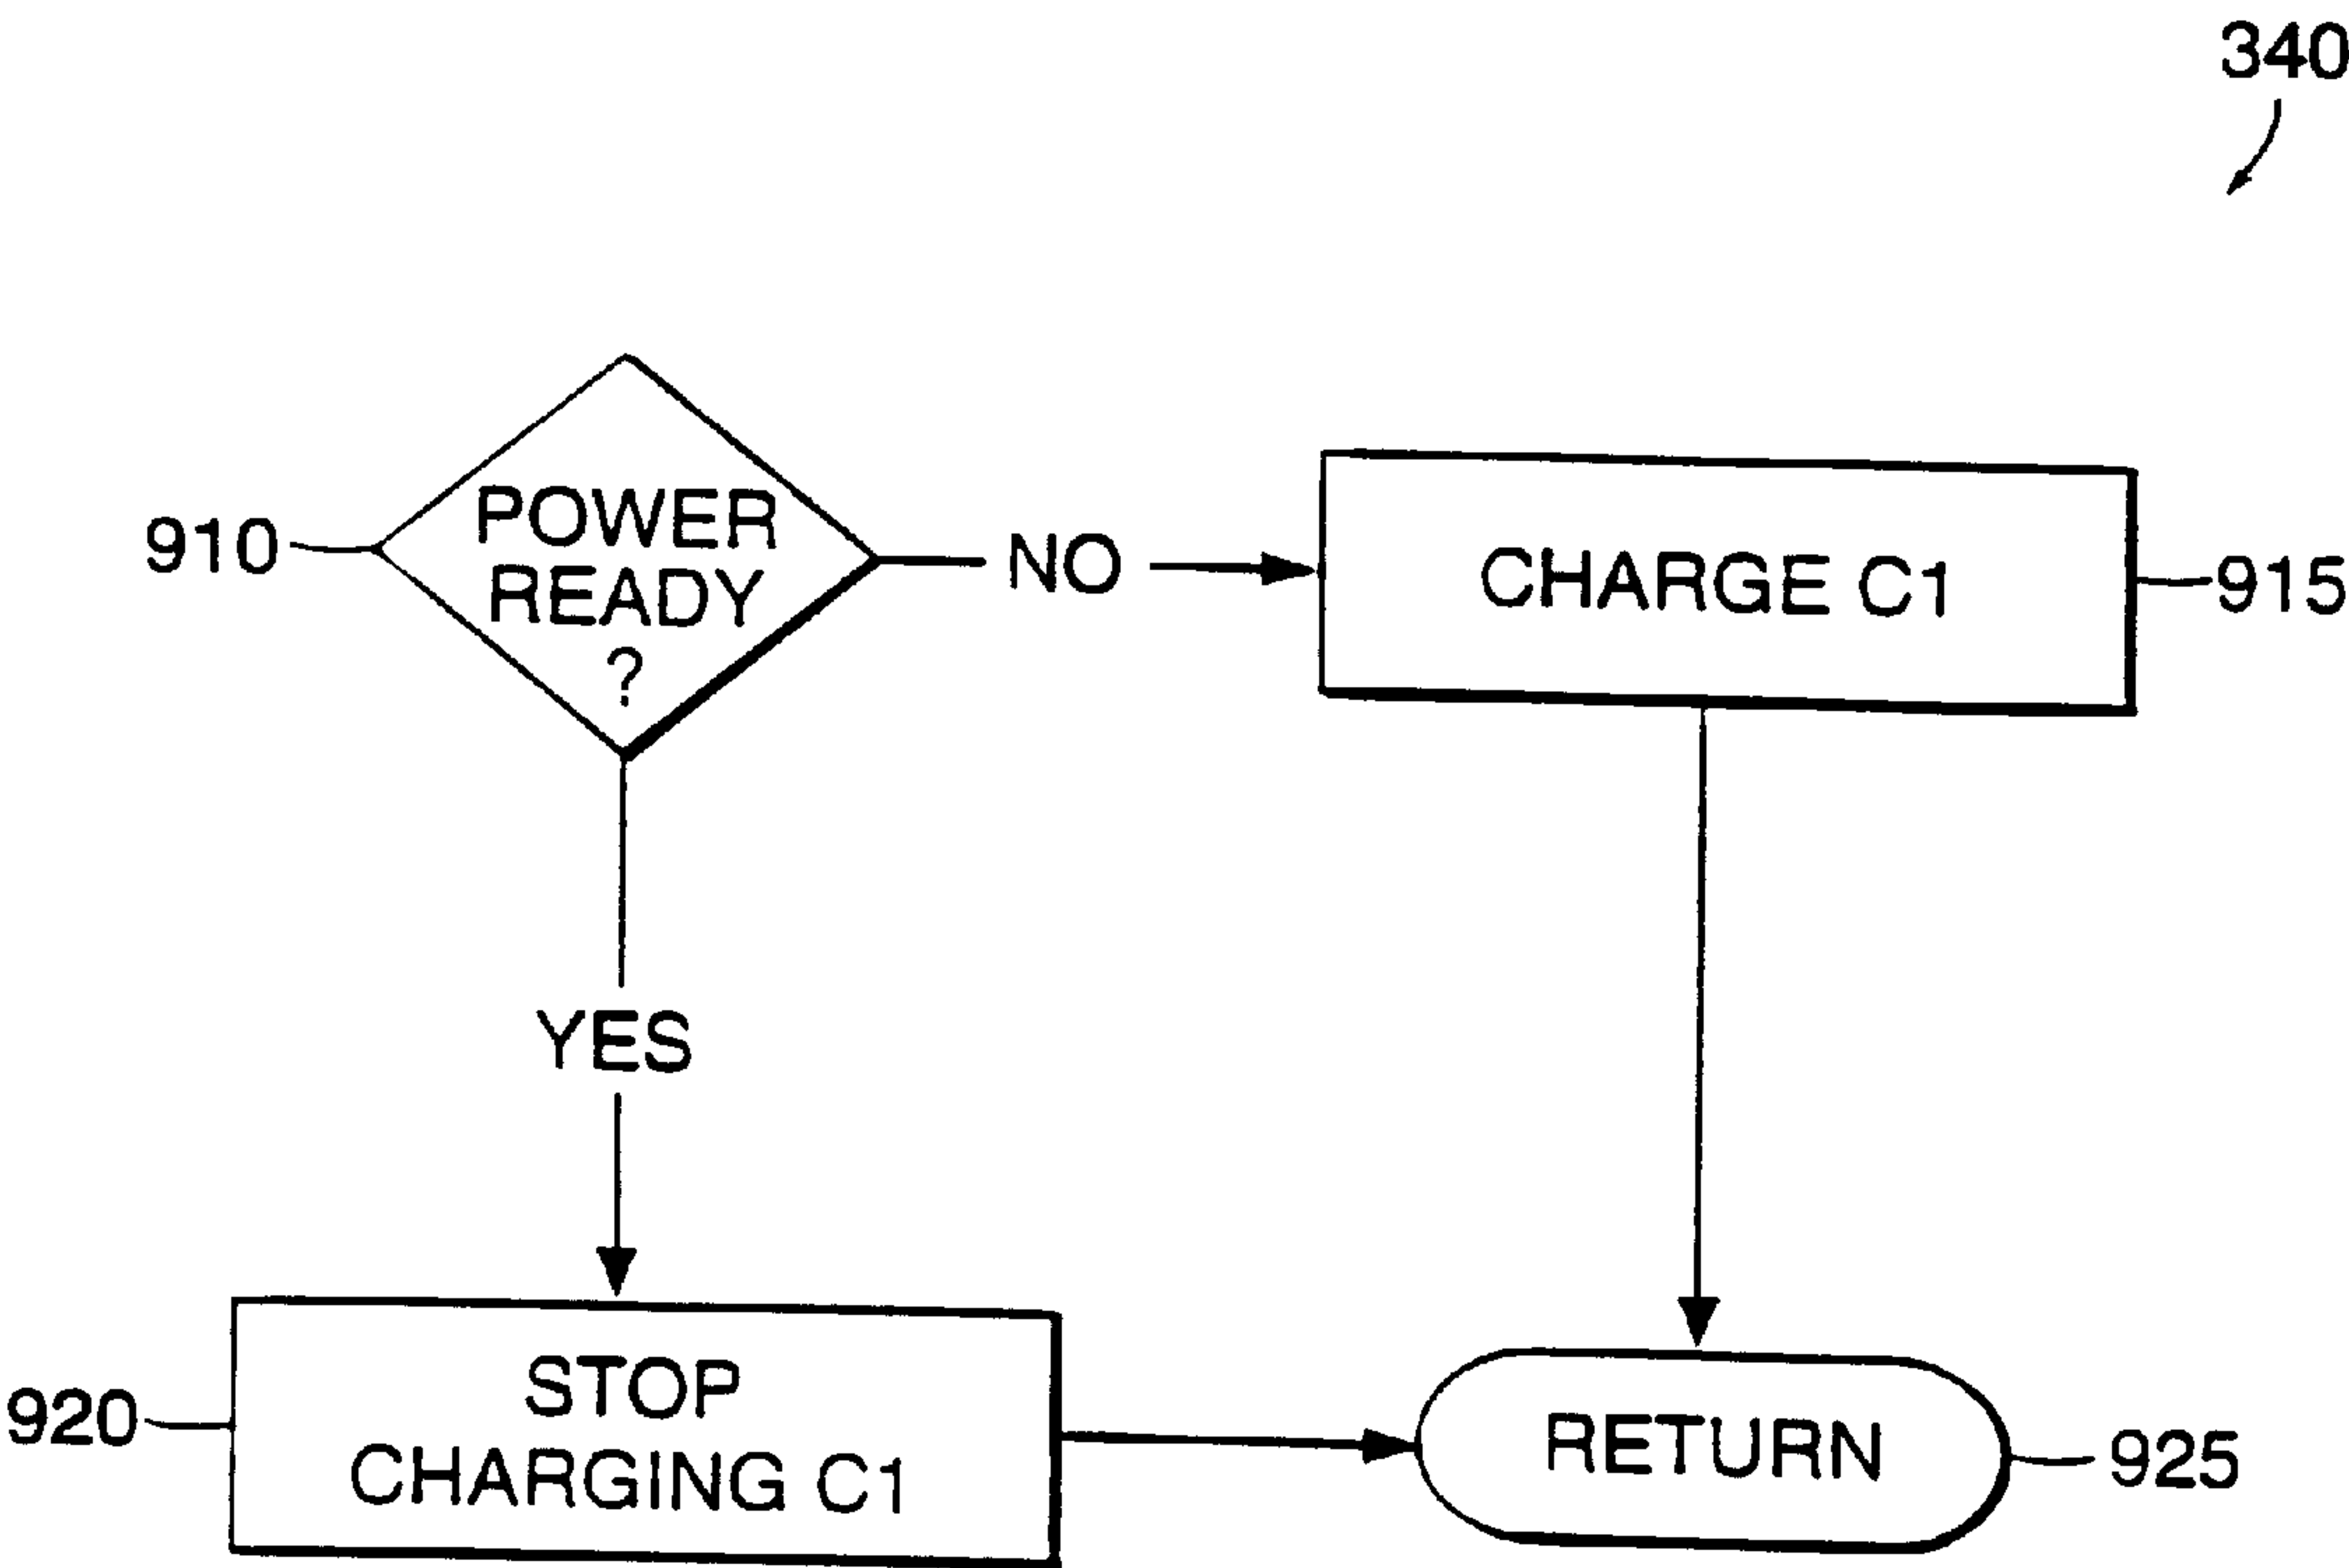 340
910
POWER
READY
?
NO
CHARGE C1
915
YES
920
STOP
CHARGING C1
RETURN
925